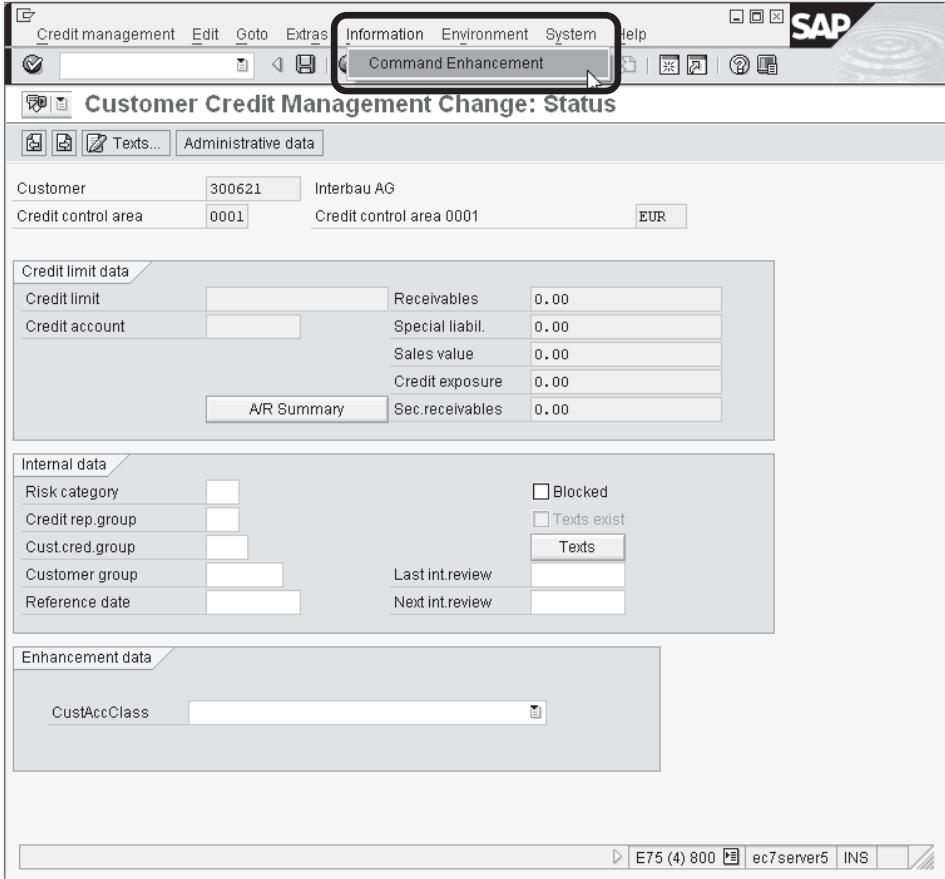 Credit management Edit Goto Extras Information Environment System Help
SAP
Command Enhancement
Customer Credit Management Change: Status
Texts... Administrative data
Customer 300621 Interbau AG
Credit control area 0001 Credit control area 0001 EUR
Credit limit data
Credit limit Receivables 0.00
Credit account Special liabil. 0.00
Sales value 0.00
Credit exposure 0.00
A/R Summary Sec.receivables 0.00
Internal data
Risk category Blocked
Credit rep.group Texts exist
Cust.cred.group Texts
Customer group Last int.review
Reference date Next int.review
Enhancement data
CustAccClass
E75 (4) 800 ec7server5 INS